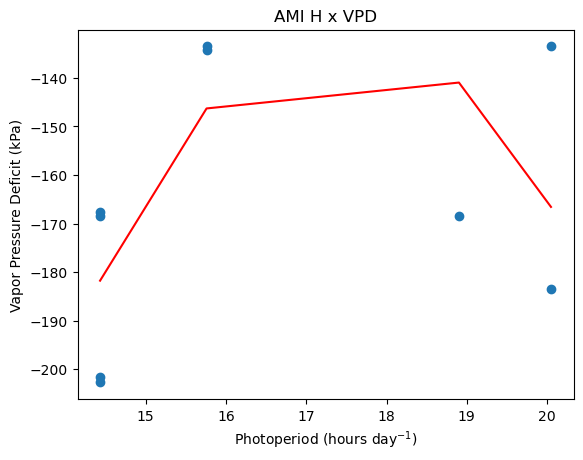 AMI H x VPD
Vapor Pressure Deficit (kPa)
−140
−150
−160
−170
−180
−190
−200
15 16 17 18 19 20
Photoperiod (hours day⁻¹)